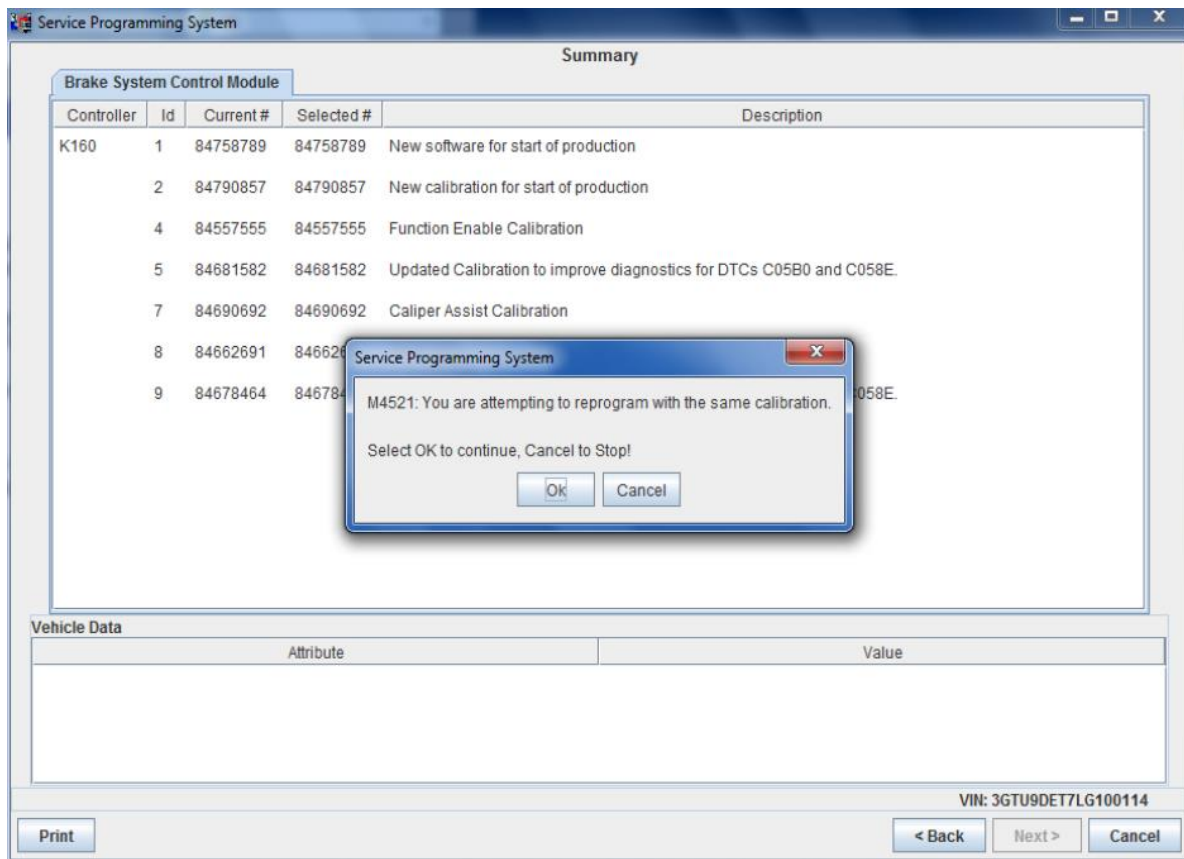 Service Programming System
Summary
Brake System Control Module
Controller Id Current # Selected # Description
K160 1 84758789 84758789 New software for start of production
2 84790857 84790857 New calibration for start of production
4 84557555 84557555 Function Enable Calibration
5 84681582 84681582 Updated Calibration to improve diagnostics for DTCs C05B0 and C058E.
7 84690692 84690692 Caliper Assist Calibration
8 84662691
9 84678464 C058E.
Service Programming System
M4521: You are attempting to reprogram with the same calibration.
Select OK to continue, Cancel to Stop!
Ok Cancel
Vehicle Data
Attribute Value
VIN: 3GTU9DET7LG100114
Print < Back Next > Cancel